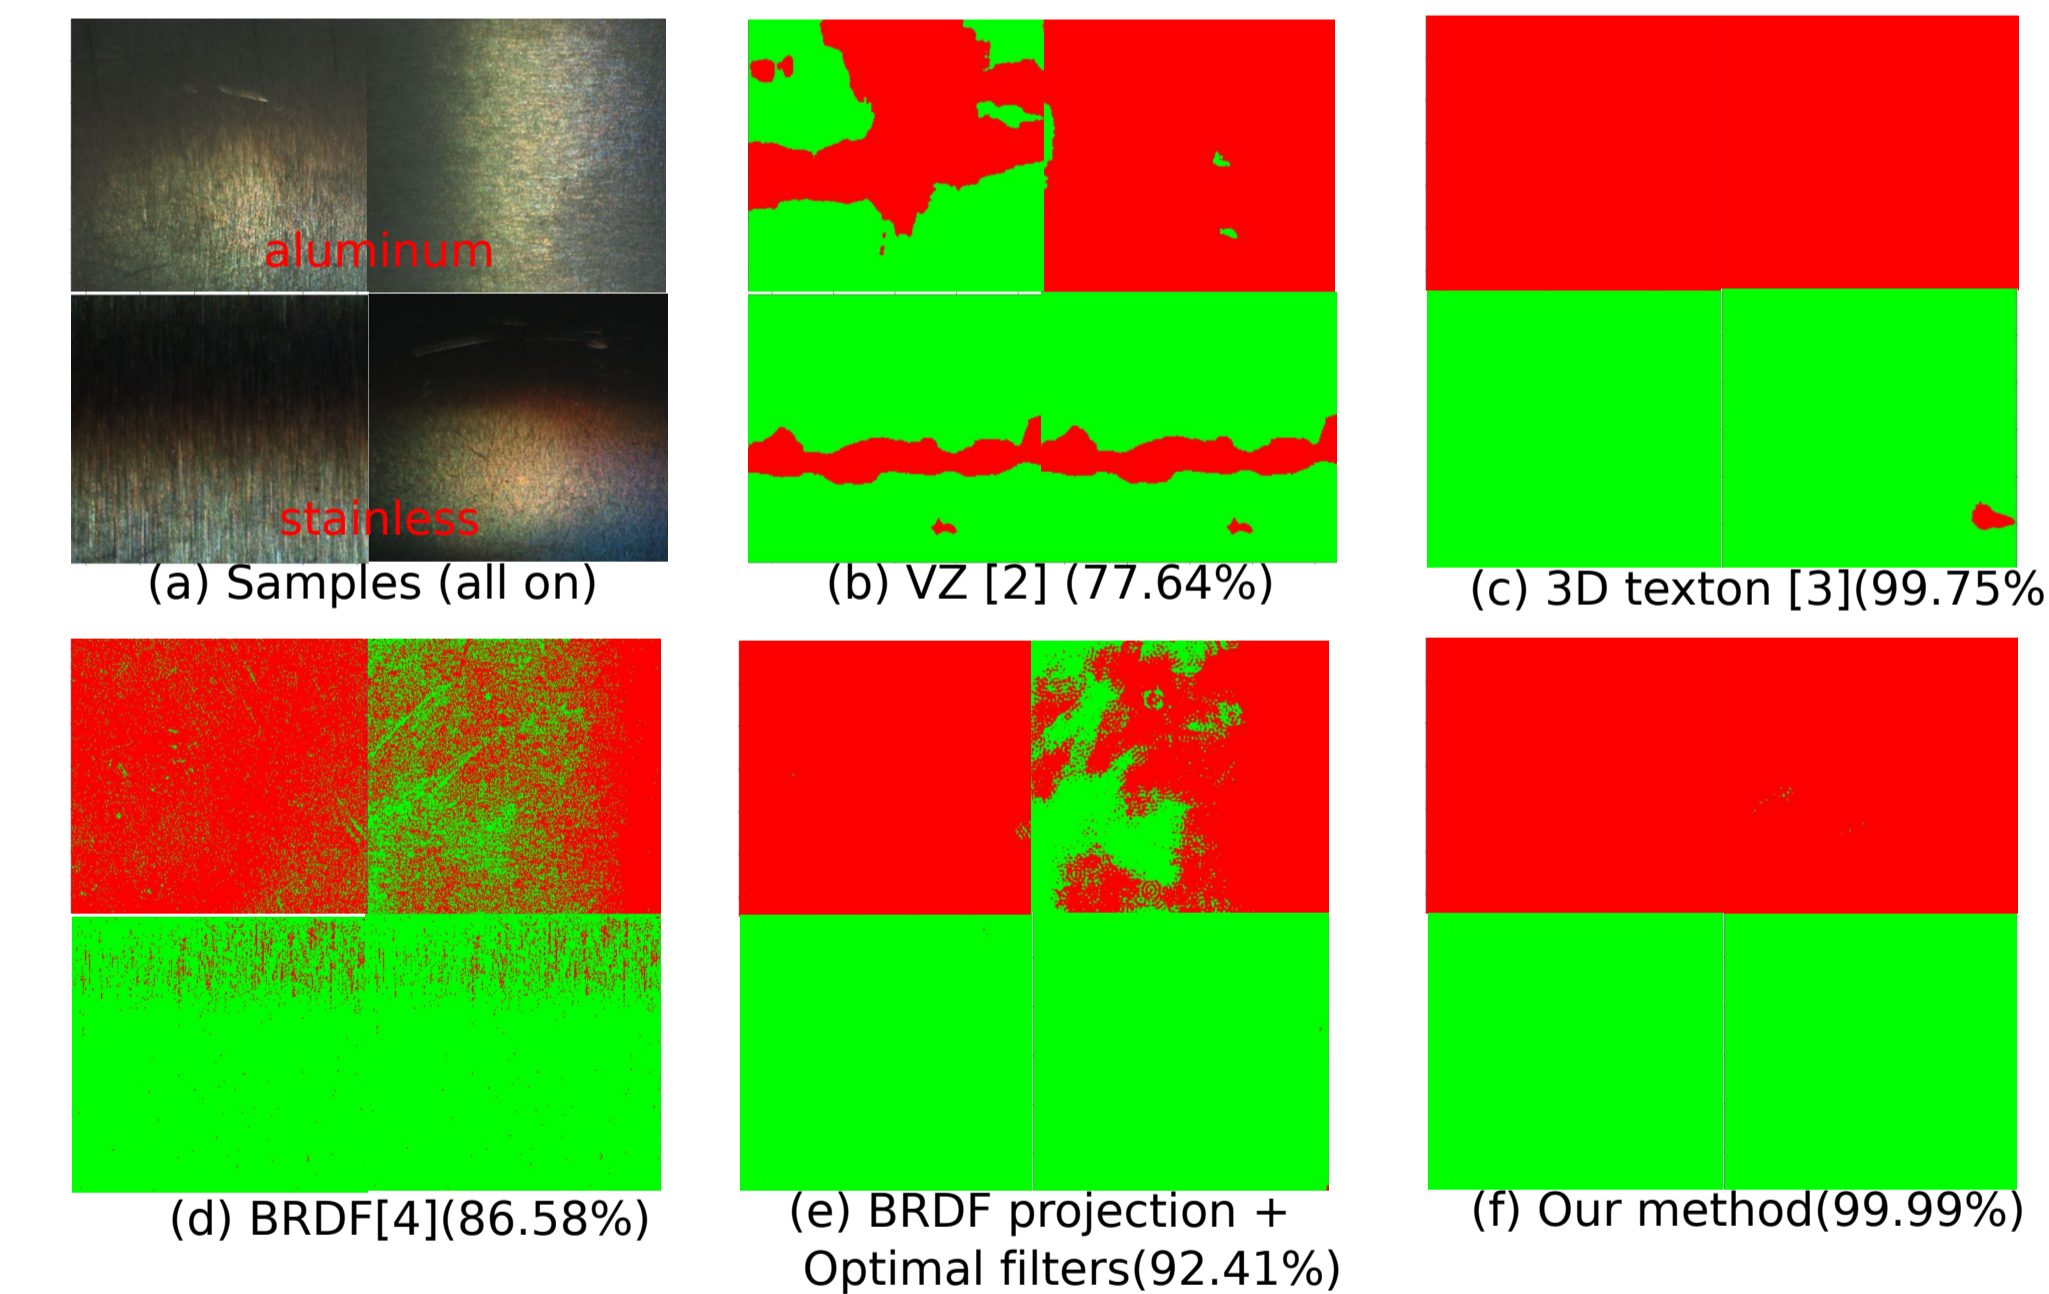 aluminum
stainless
(a) Samples (all on)
(b) VZ [2] (77.64%)
(c) 3D texton [3](99.75%
(d) BRDF[4](86.58%)
(e) BRDF projection +
Optimal filters(92.41%)
(f) Our method(99.99%)